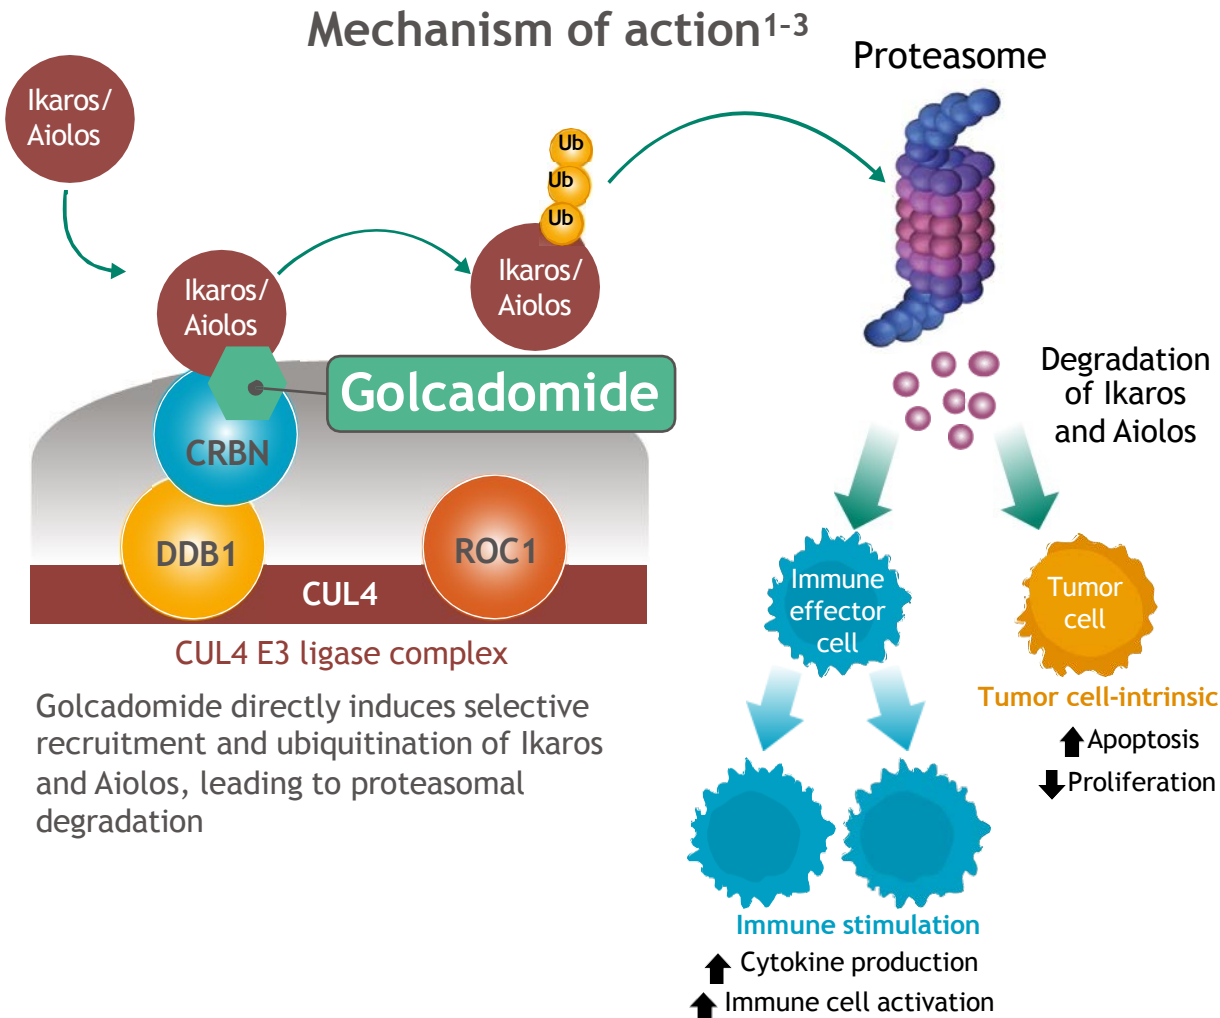 Mechanism of action1–3
Proteasome
Ikaros/
Aiolos
Ub
Ub
Ub
Ikaros/
Aiolos
Ikaros/
Aiolos
Golcadomide
CRBN
DDB1
ROC1
CUL4
CUL4 E3 ligase complex
Golcadomide directly induces selective
recruitment and ubiquitination of Ikaros
and Aiolos, leading to proteasomal
degradation
Degradation
of Ikaros
and Aiolos
Immune
effector
cell
Tumor
cell
Tumor cell-intrinsic
Apoptosis
Proliferation
Immune stimulation
Cytokine production
Immune cell activation